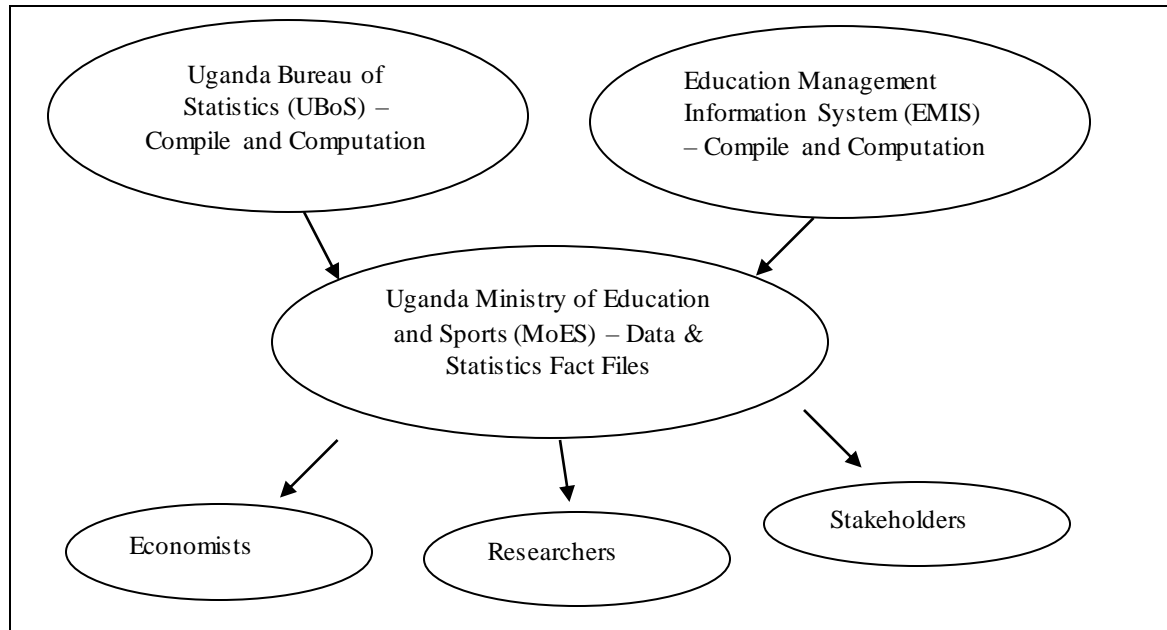 Uganda Bureau of
Statistics (UBoS) –
Compile and Computation
Education Management
Information System (EMIS)
– Compile and Computation
Uganda Ministry of Education
and Sports (MoES) – Data &
Statistics Fact Files
Economists
Researchers
Stakeholders